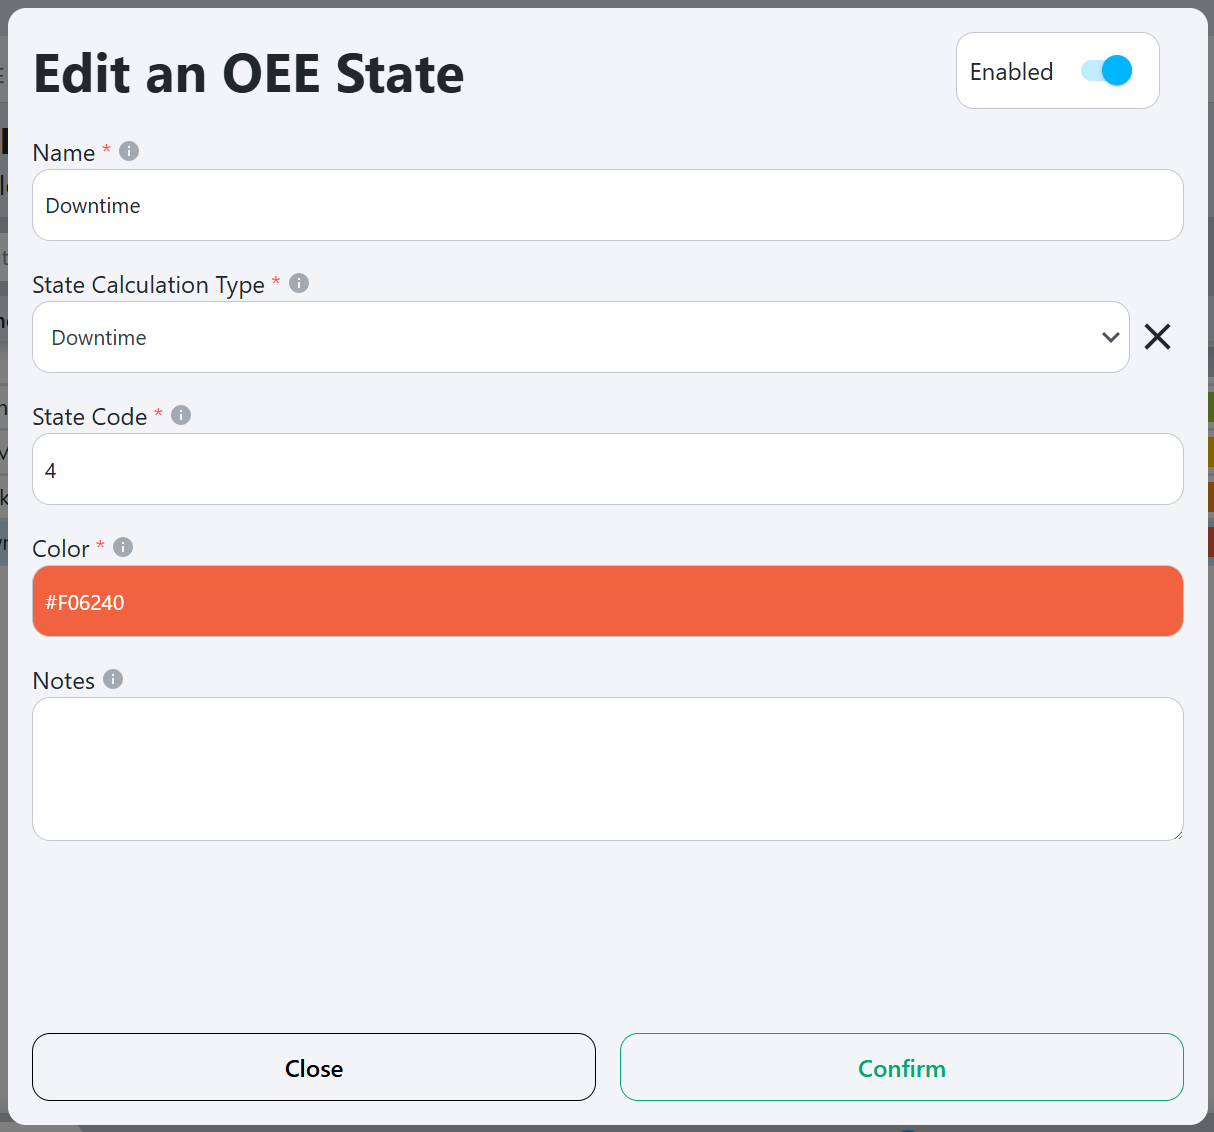 Edit an OEE State
Enabled
Name *
Downtime
State Calculation Type *
Downtime
State Code *
4
Color *
#F06240
Notes
Close
Confirm